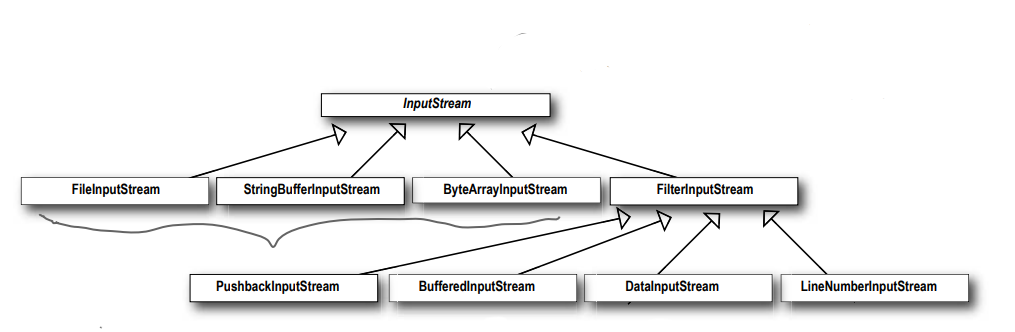 InputStream
FileInputStream StringBufferInputStream ByteArrayInputStream FilterInputStream
PushbackInputStream BufferedInputStream DataInputStream LineNumberInputStream